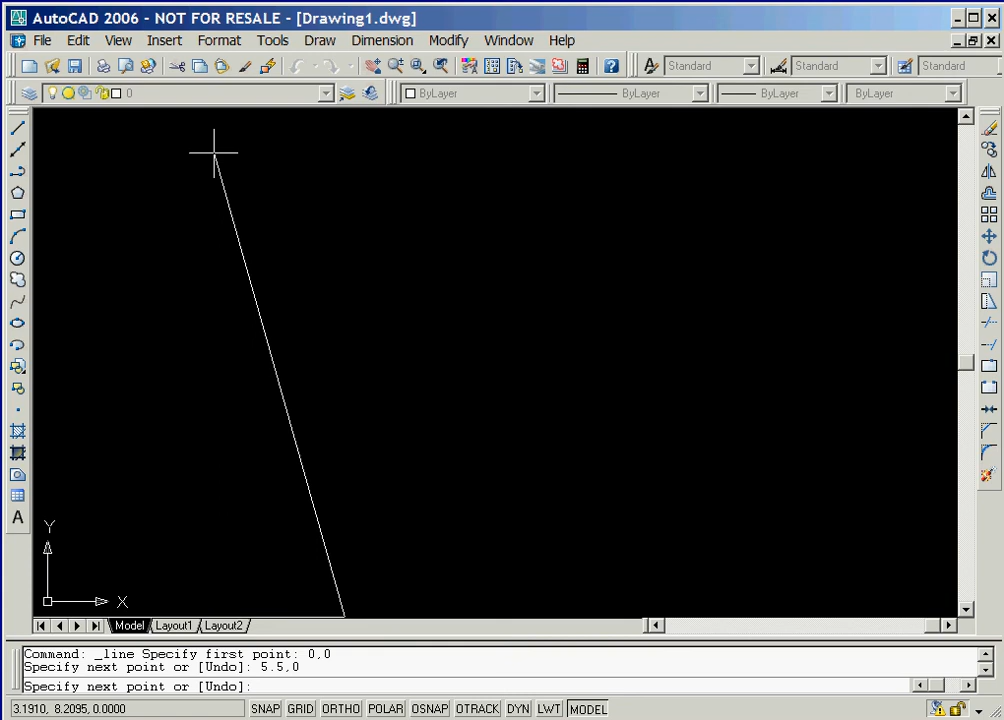 AutoCAD 2006 - NOT FOR RESALE - [Drawing1.dwg]
File Edit View Insert Format Tools Draw Dimension Modify Window Help
Standard Standard Standard
0 ByLayer ByLayer ByLayer ByLayer
A
Y
X
Model Layout1 Layout2
Command: _line Specify first point: 0,0
Specify next point or [Undo]: 5.5,0
Specify next point or [Undo]:
3.1910, 8.2095, 0.0000 SNAP GRID ORTHO POLAR OSNAP OTRACK DYN LWT MODEL